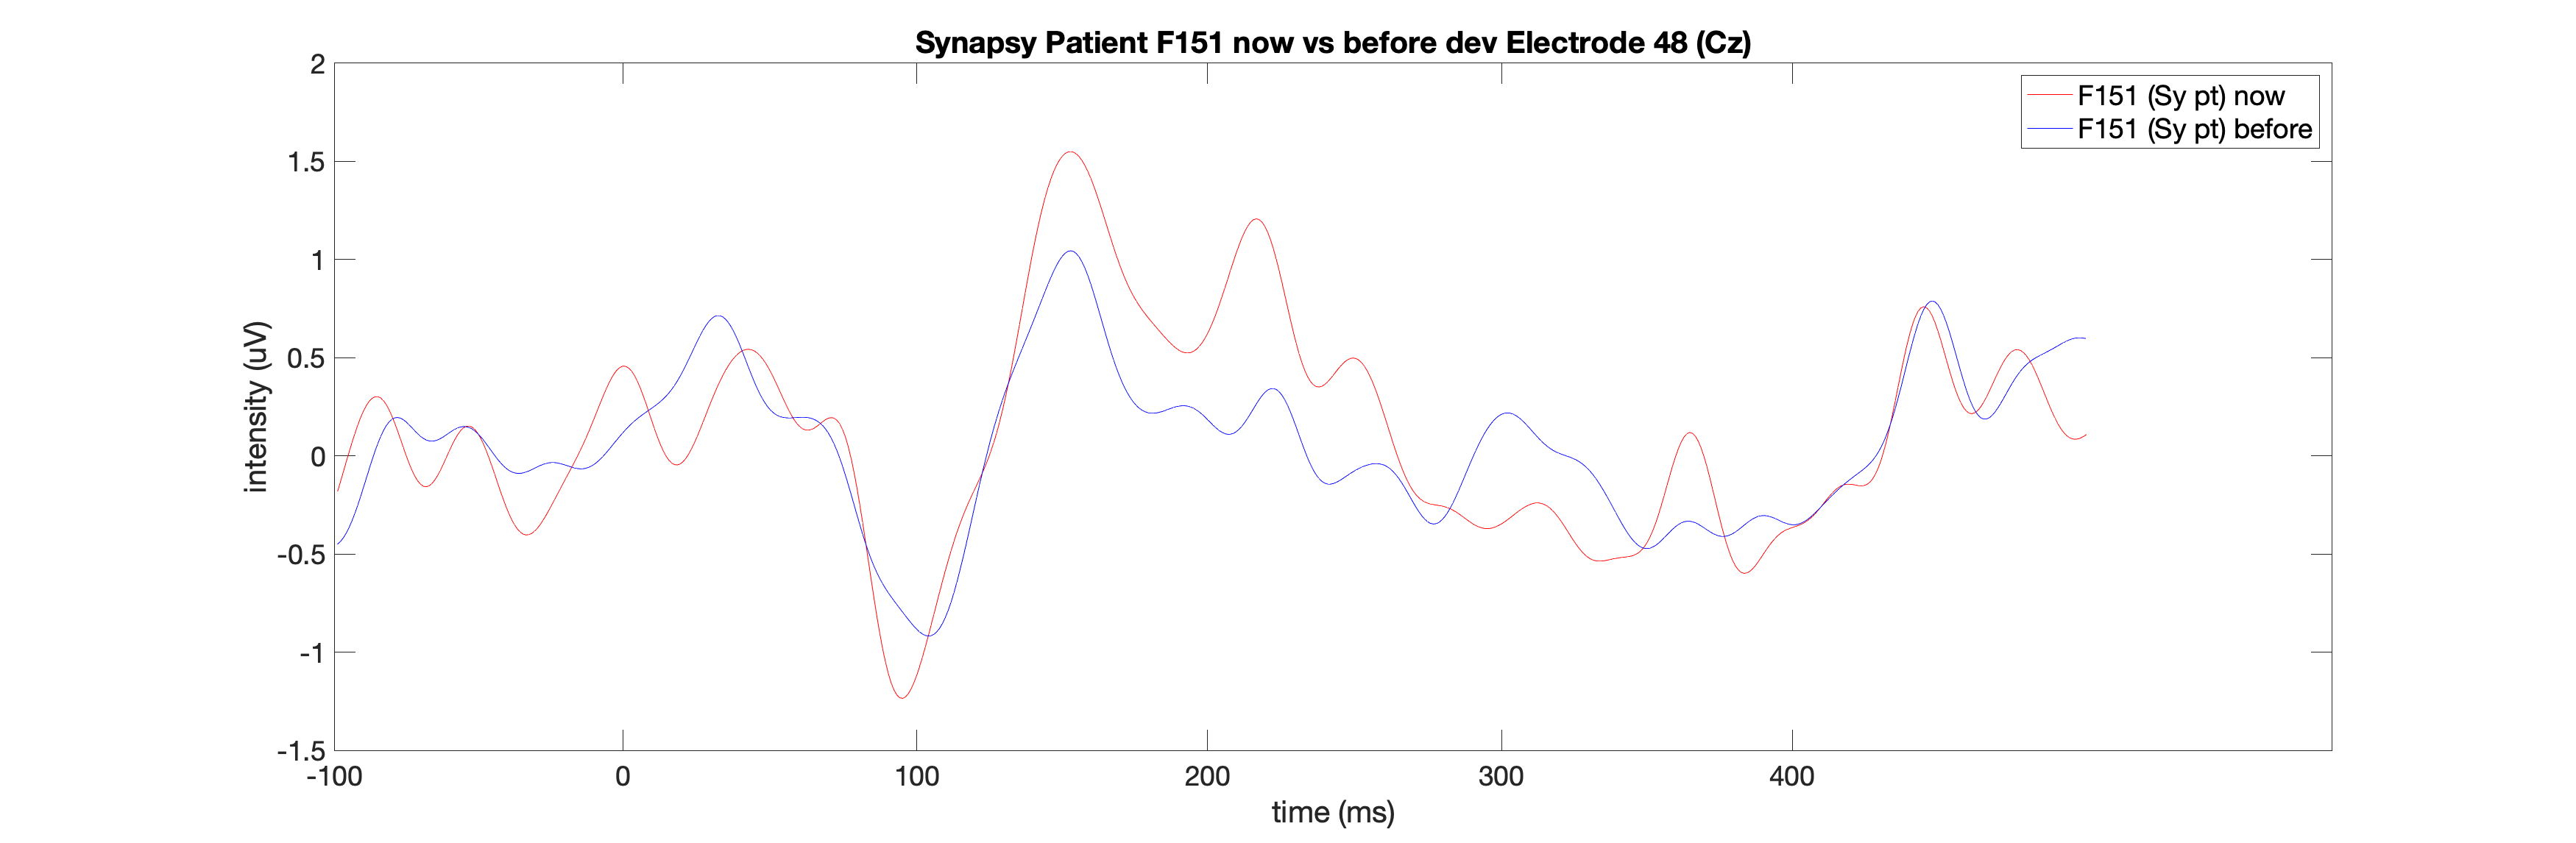 Synapsy Patient F151 now vs before dev Electrode 48 (Cz)
F151 (Sy pt) now
F151 (Sy pt) before
intensity (uV)
2
1.5
1
0.5
0
-0.5
-1
-1.5
-100 0 100 200 300 400
time (ms)